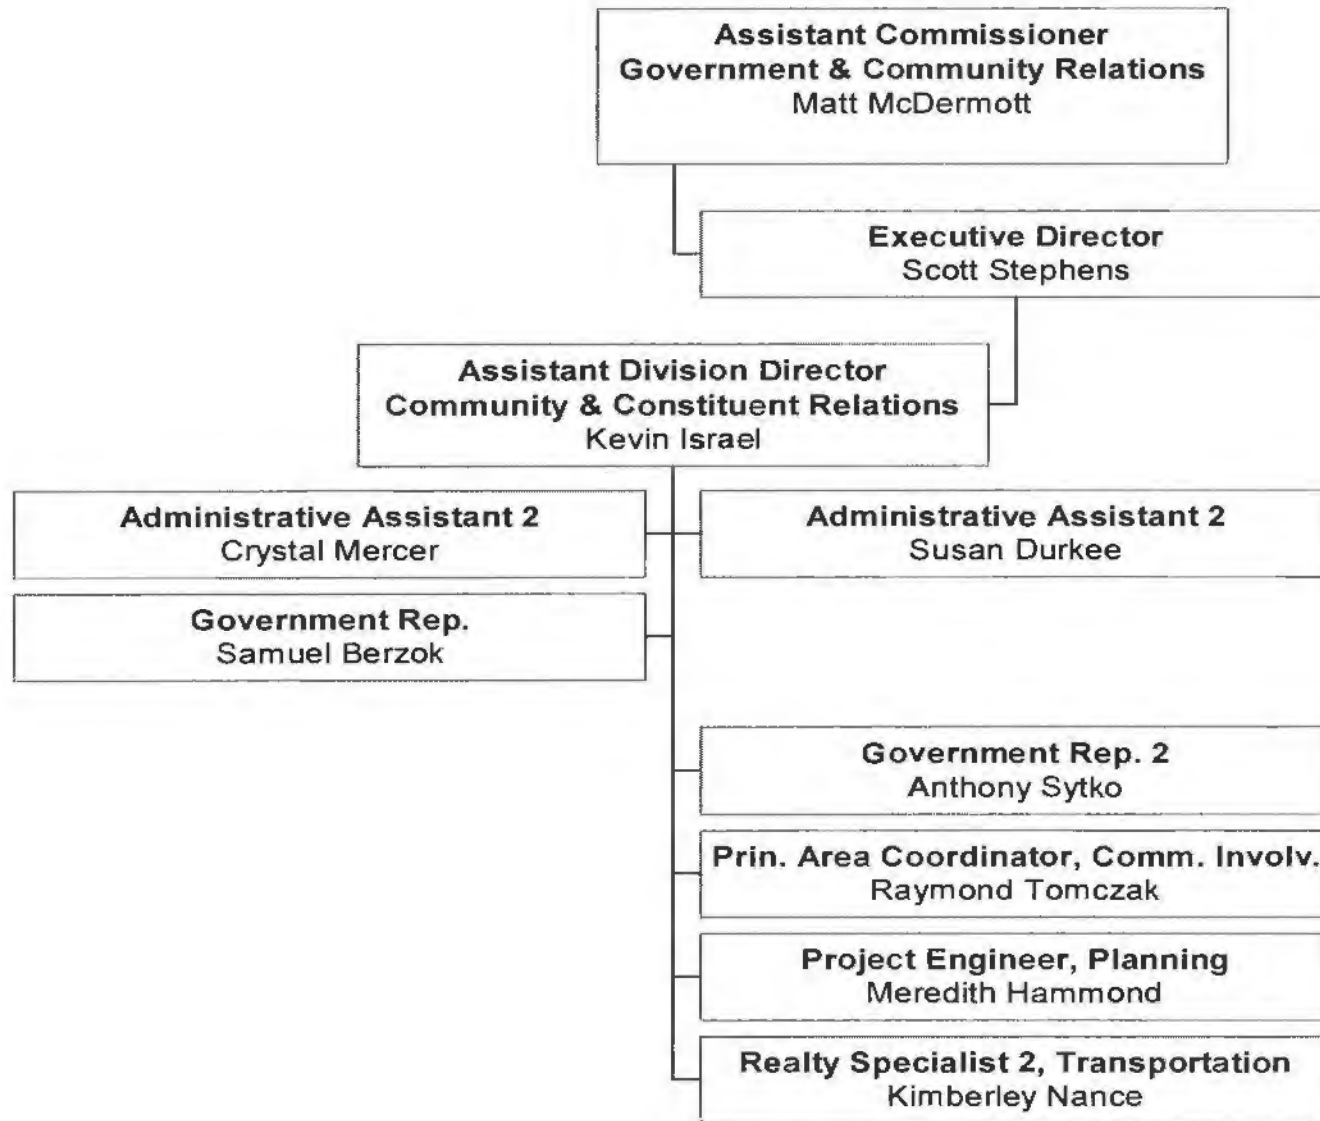 Assistant Commissioner
Government & Community Relations
Matt McDermott
Executive Director
Scott Stephens
Assistant Division Director
Community & Constituent Relations
Kevin Israel
Administrative Assistant 2
Crystal Mercer
Administrative Assistant 2
Susan Durkee
Government Rep.
Samuel Berzok
Government Rep. 2
Anthony Sytko
Prin. Area Coordinator, Comm. Involv.
Raymond Tomczak
Project Engineer, Planning
Meredith Hammond
Realty Specialist 2, Transportation
Kimberley Nance